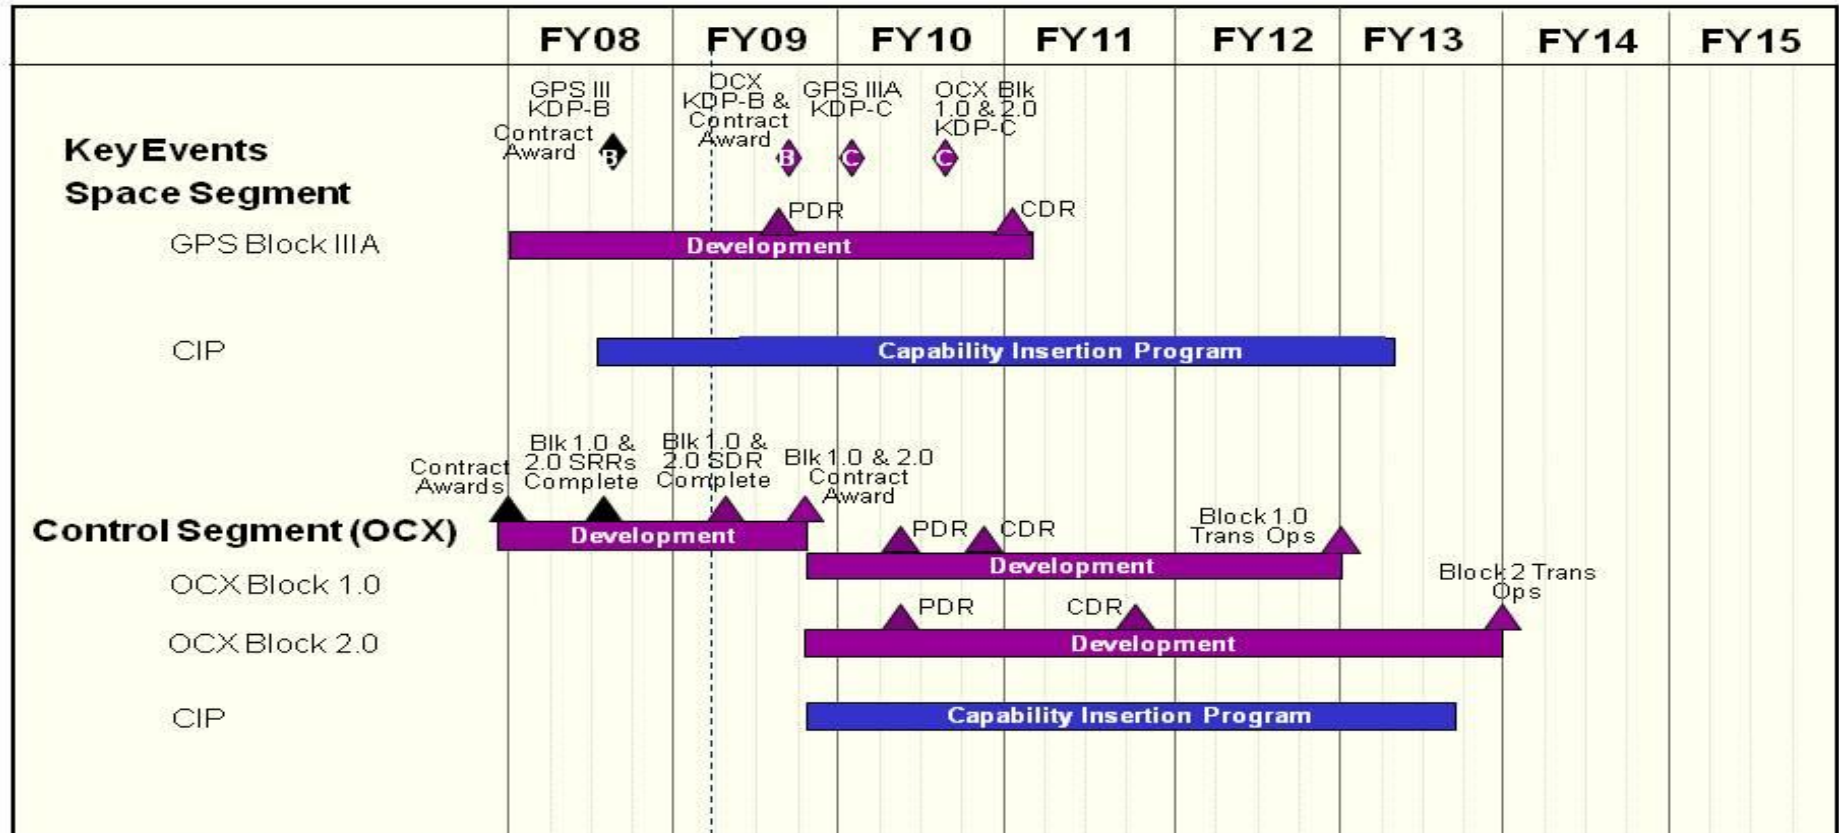 FY08 FY09 FY10 FY11 FY12 FY13 FY14 FY15
GPS III
KDP-B
Contract
Award
B
OCX
KDP-B &
Contract
Award
B
GPS IIIA
KDP-C
C
OCX Blk
1.0 & 2.0
KDP-C
C
Key Events
Space Segment
PDR
CDR
GPS Block IIIA
Development
CIP
Capability Insertion Program
Contract
Awards
Blk 1.0 &
2.0 SRRs
Complete
Blk 1.0 &
2.0 SDR
Complete
Blk 1.0 & 2.0
Contract
Award
Control Segment (OCX)
Development
PDR
CDR
Block 1.0
Trans Ops
Development
OCX Block 1.0
Block 2 Trans
Ops
PDR
CDR
OCX Block 2.0
Development
CIP
Capability Insertion Program